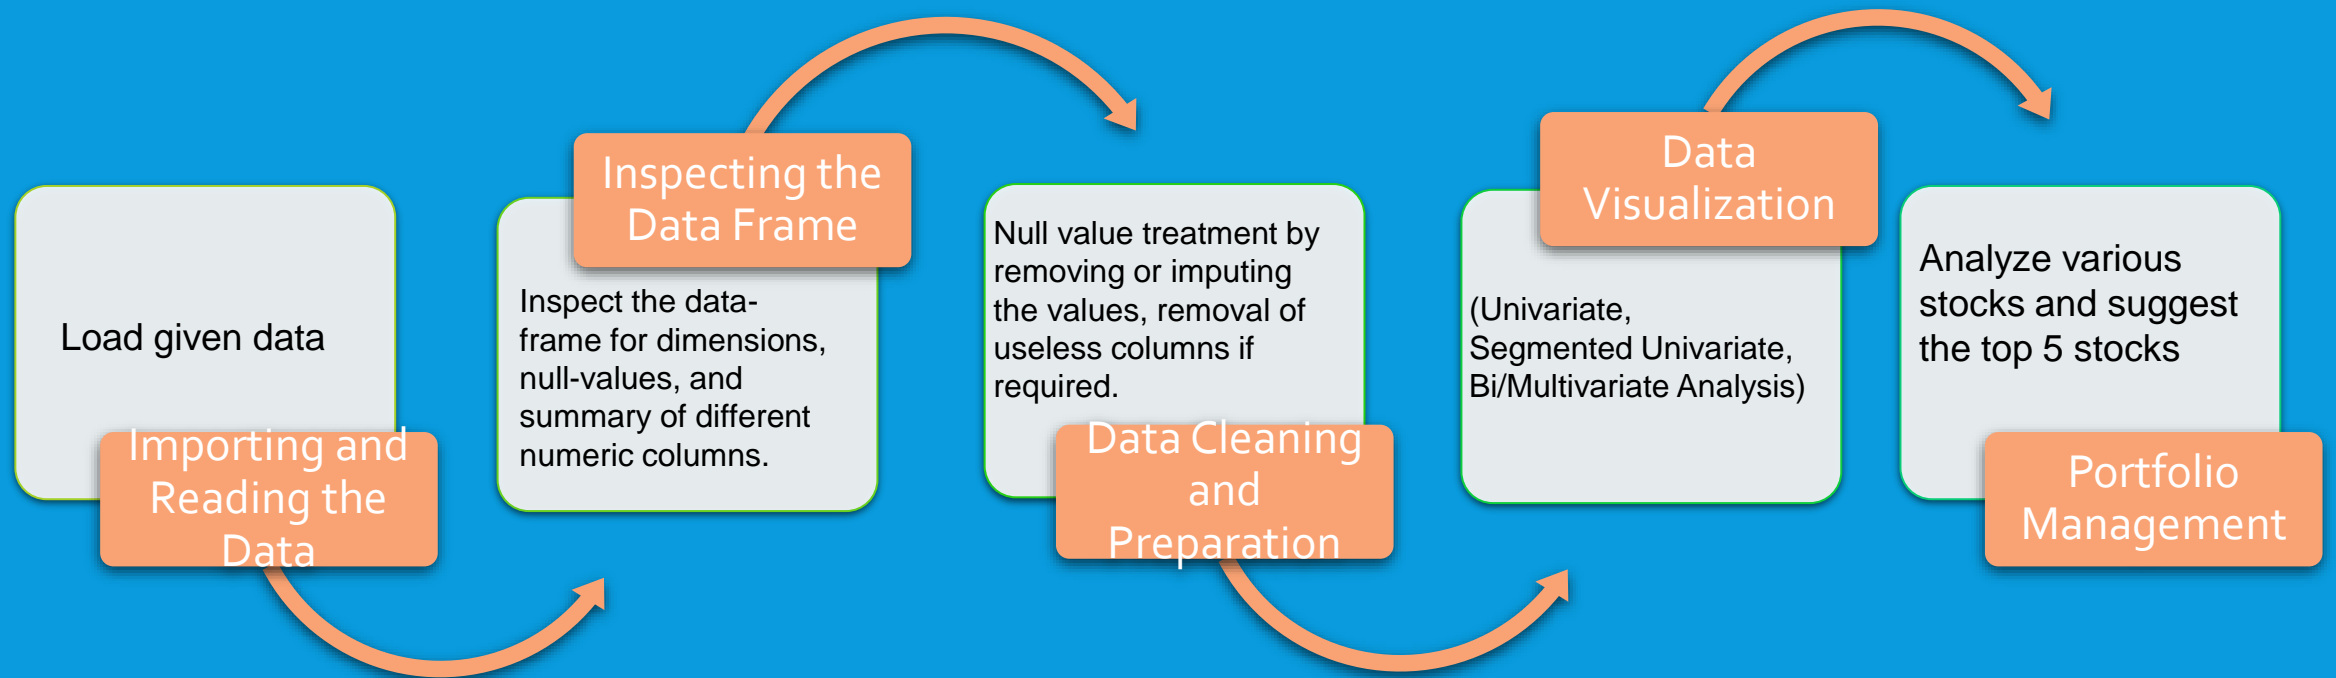 Load given data
Importing and
Reading the
Data
Inspecting the
Data Frame
Inspect the data-
frame for dimensions,
null-values, and
summary of different
numeric columns.
Null value treatment by
removing or imputing
the values, removal of
useless columns if
required.
Data Cleaning
and
Preparation
Data
Visualization
(Univariate,
Segmented Univariate,
Bi/Multivariate Analysis)
Analyze various
stocks and suggest
the top 5 stocks
Portfolio
Management